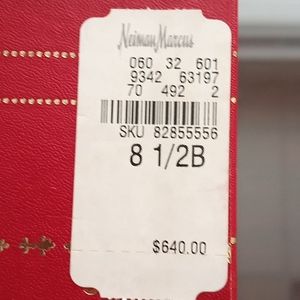 Neiman Marcus
060 32 601
9342 63197
70 492 2
SKU 82855556
8 1/2B
$640.00